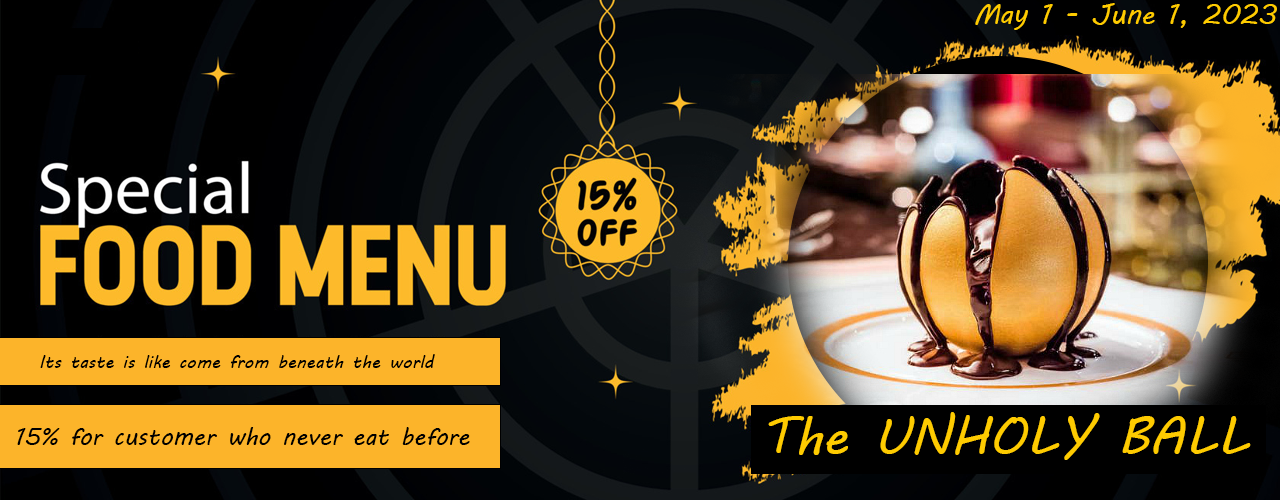 May 1 - June 1, 2023
Special
FOOD MENU
15%
OFF
Its taste is like come from beneath the world
15% for customer who never eat before
The UNHOLY BALL